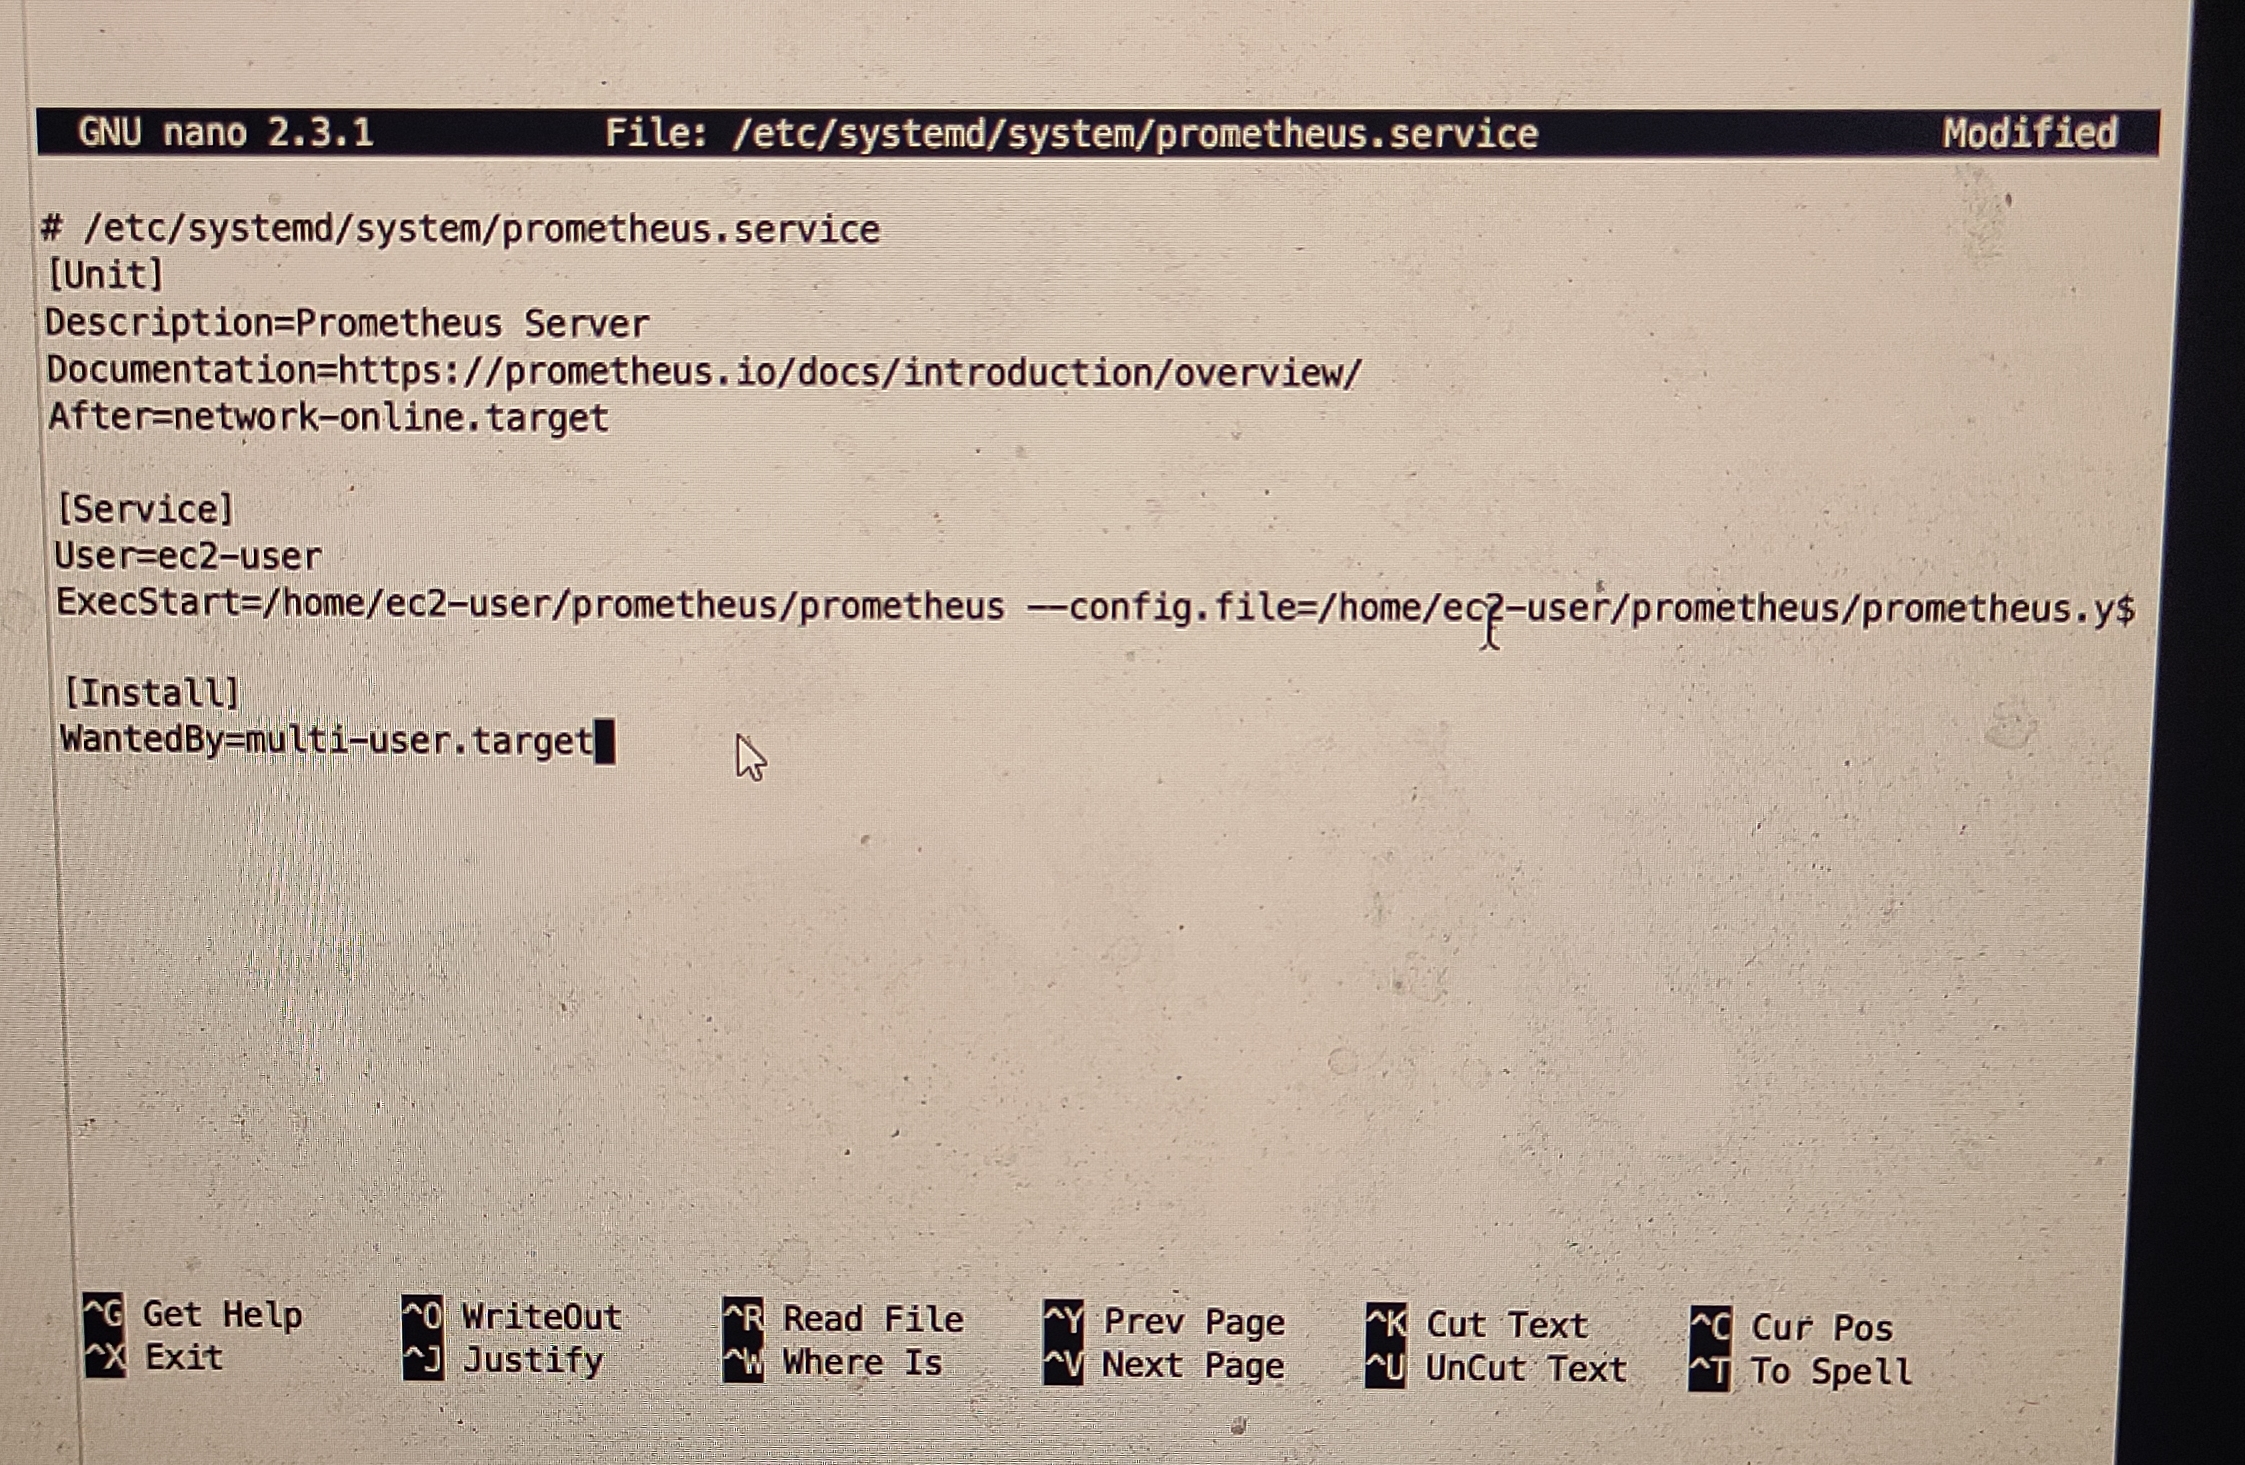 GNU nano 2.3.1 File: /etc/systemd/system/prometheus.service Modified
# /etc/systemd/system/prometheus.service
[Unit]
Description=Prometheus Server
Documentation=https://prometheus.io/docs/introduction/overview/
After=network-online.target
[Service]
User=ec2-user
ExecStart=/home/ec2-user/prometheus/prometheus --config.file=/home/ec2-user/prometheus/prometheus.y$
[Install]
WantedBy=multi-user.target
^G Get Help ^O WriteOut ^R Read File ^Y Prev Page ^K Cut Text ^C Cur Pos
^X Exit ^J Justify ^W Where Is ^V Next Page ^U UnCut Text ^T To Spell